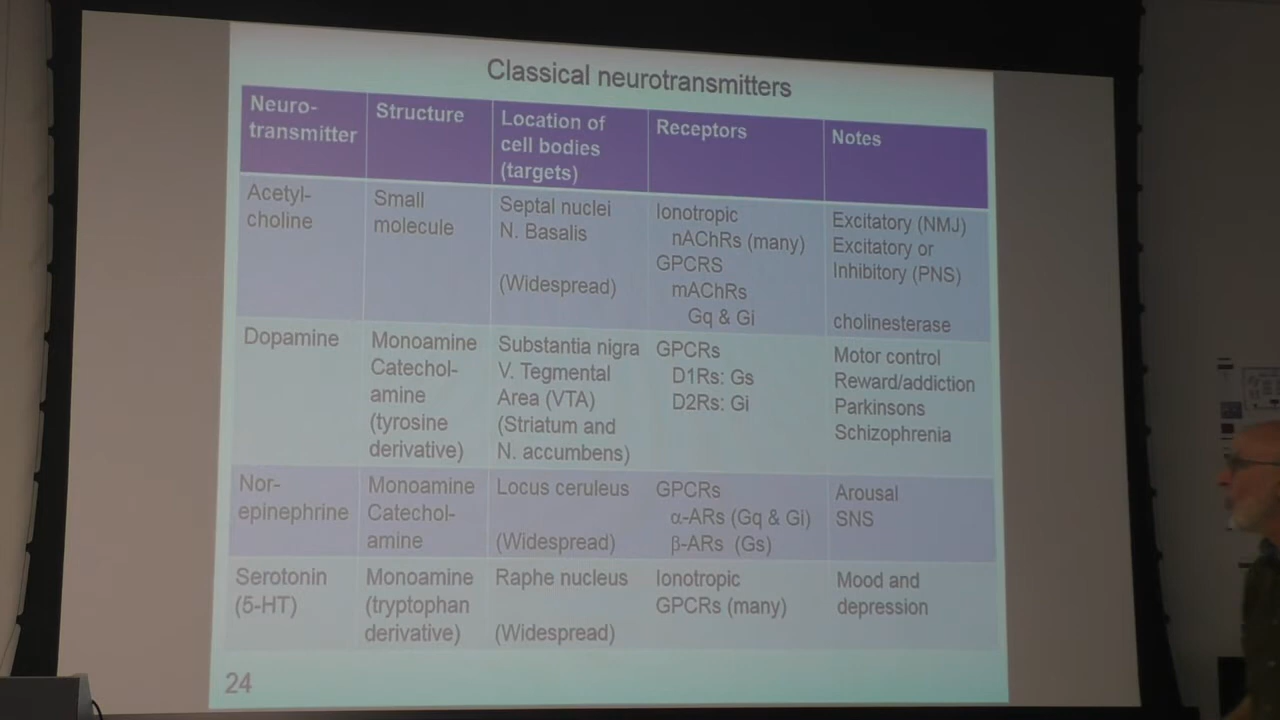 Classical neurotransmitters
Neuro-
transmitter
Structure
Location of
cell bodies
(targets)
Receptors
Notes
Acetyl-
choline
Small
molecule
Septal nuclei
N. Basalis
(Widespread)
Ionotropic
nAChRs (many)
GPCRS
mAChRs
Gq & Gi
Excitatory (NMJ)
Excitatory or
Inhibitory (PNS)
cholinesterase
Dopamine
Monoamine
Catechol-
amine
(tyrosine
derivative)
Substantia nigra
V. Tegmental
Area (VTA)
(Striatum and
N. accumbens)
GPCRs
D1Rs: Gs
D2Rs: Gi
Motor control
Reward/addiction
Parkinsons
Schizophrenia
Nor-
epinephrine
Monoamine
Catechol-
amine
Locus ceruleus
(Widespread)
GPCRs
α-ARs (Gq & Gi)
β-ARs (Gs)
Arousal
SNS
Serotonin
(5-HT)
Monoamine
(tryptophan
derivative)
Raphe nucleus
(Widespread)
Ionotropic
GPCRs (many)
Mood and
depression
24